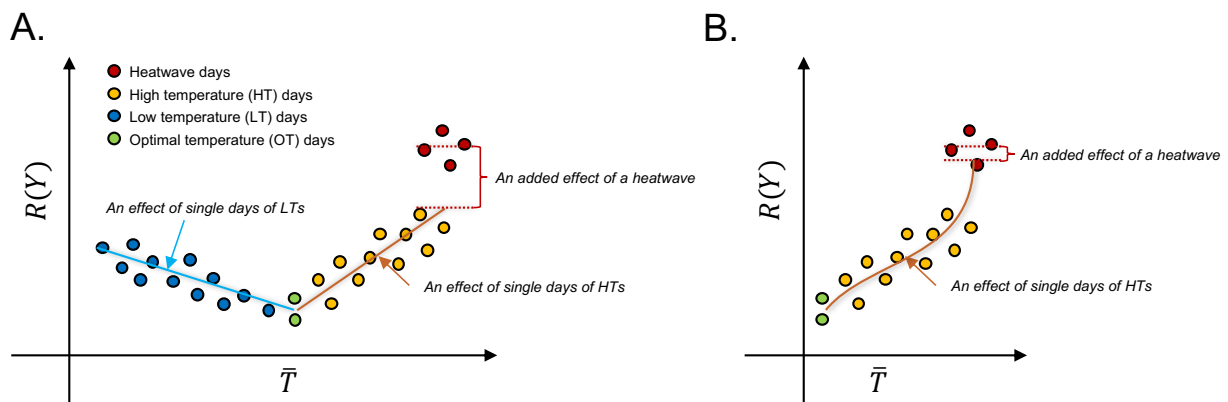 A.
Heatwave days
High temperature (HT) days
Low temperature (LT) days
Optimal temperature (OT) days
R(Y)
An effect of single days of LTs
An added effect of a heatwave
An effect of single days of HTs
T̄
B.
R(Y)
An added effect of a heatwave
An effect of single days of HTs
T̄